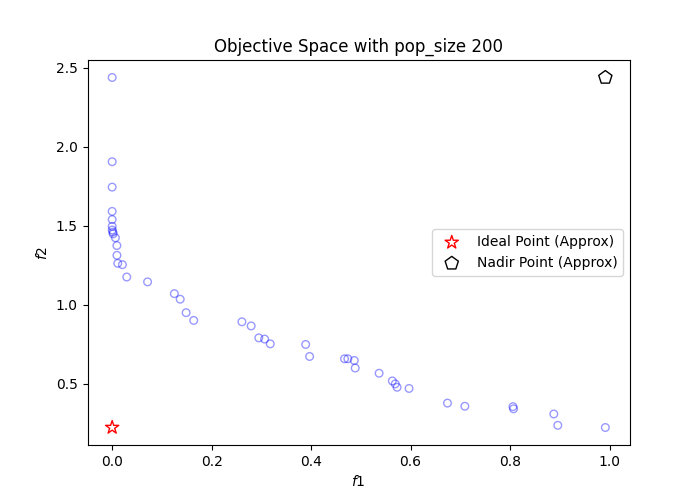 Objective Space with pop_size 200
2.5
2.0
1.5
1.0
0.5
f2
Ideal Point (Approx)
Nadir Point (Approx)
0.0 0.2 0.4 0.6 0.8 1.0
f1